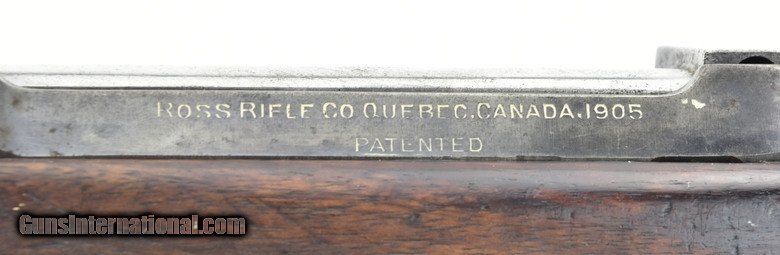 ROSS RIFLE CO QUEBEC, CANADA. 1905
PATENTED
GunsInternational.com